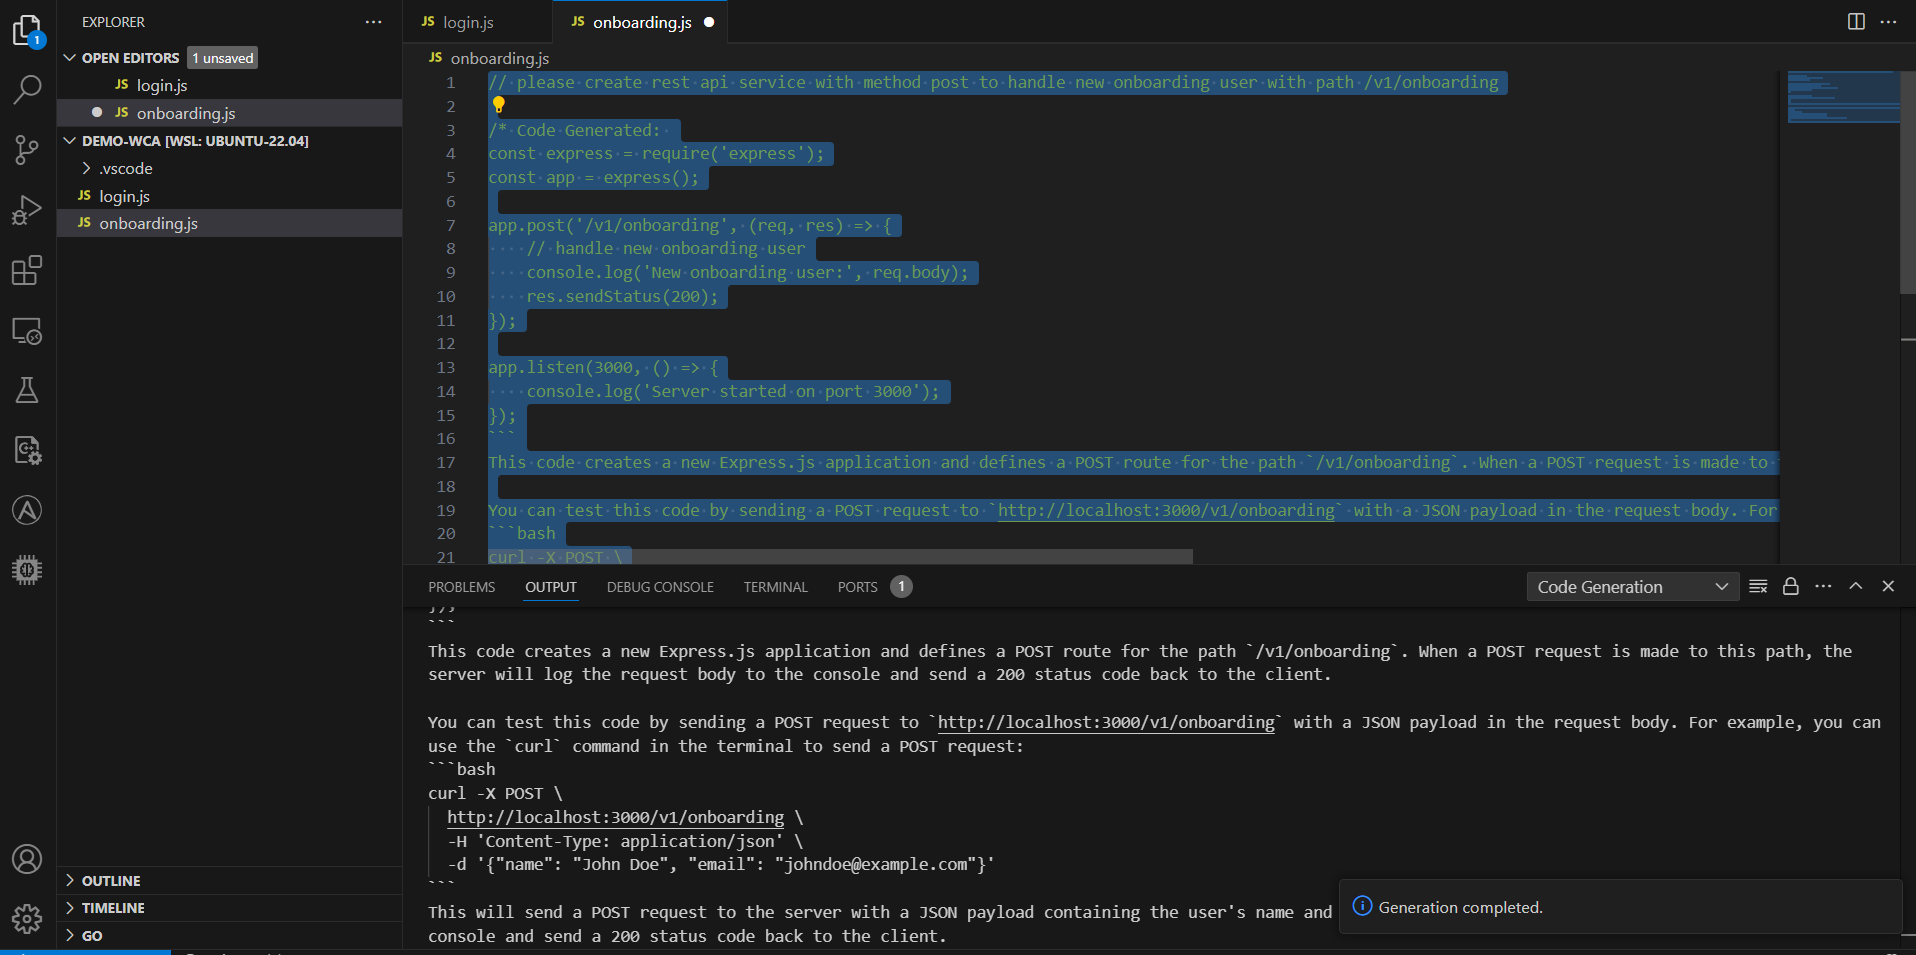 EXPLORER
OPEN EDITORS 1 unsaved
JS login.js
JS onboarding.js
DEMO-WCA [WSL: UBUNTU-22.04]
.vscode
JS login.js
JS onboarding.js
OUTLINE
TIMELINE
GO
1
JS login.js
JS onboarding.js
JS onboarding.js
1 // please create rest api service with method post to handle new onboarding user with path /v1/onboarding
2
3 /* Code Generated:
4 const express = require('express');
5 const app = express();
6
7 app.post('/v1/onboarding', (req, res) => {
8 // handle new onboarding user
9 console.log('New onboarding user:', req.body);
10 res.sendStatus(200);
11 });
12
13 app.listen(3000, () => {
14 console.log('Server started on port 3000');
15 });
16 ```
17 This code creates a new Express.js application and defines a POST route for the path `/v1/onboarding`. When a POST request is made to
18
19 You can test this code by sending a POST request to `http://localhost:3000/v1/onboarding` with a JSON payload in the request body. For
20 ```bash
21 curl -X POST \
PROBLEMS OUTPUT DEBUG CONSOLE TERMINAL PORTS 1 Code Generation
});
```
This code creates a new Express.js application and defines a POST route for the path `/v1/onboarding`. When a POST request is made to this path, the
server will log the request body to the console and send a 200 status code back to the client.
You can test this code by sending a POST request to `http://localhost:3000/v1/onboarding` with a JSON payload in the request body. For example, you can
use the `curl` command in the terminal to send a POST request:
```bash
curl -X POST \
http://localhost:3000/v1/onboarding \
-H 'Content-Type: application/json' \
-d '{"name": "John Doe", "email": "johndoe@example.com"}'
```
This will send a POST request to the server with a JSON payload containing the user's name and
console and send a 200 status code back to the client.
Generation completed.